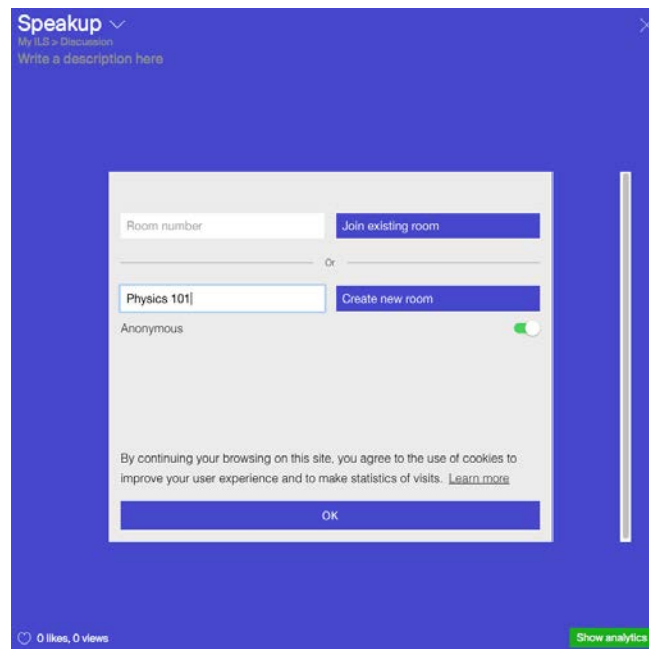 Speakup
My ILS > Discussion
Write a description here
Room number
Join existing room
Or
Physics 101
Create new room
Anonymous
By continuing your browsing on this site, you agree to the use of cookies to
improve your user experience and to make statistics of visits. Learn more
OK
0 likes, 0 views
Show analytics